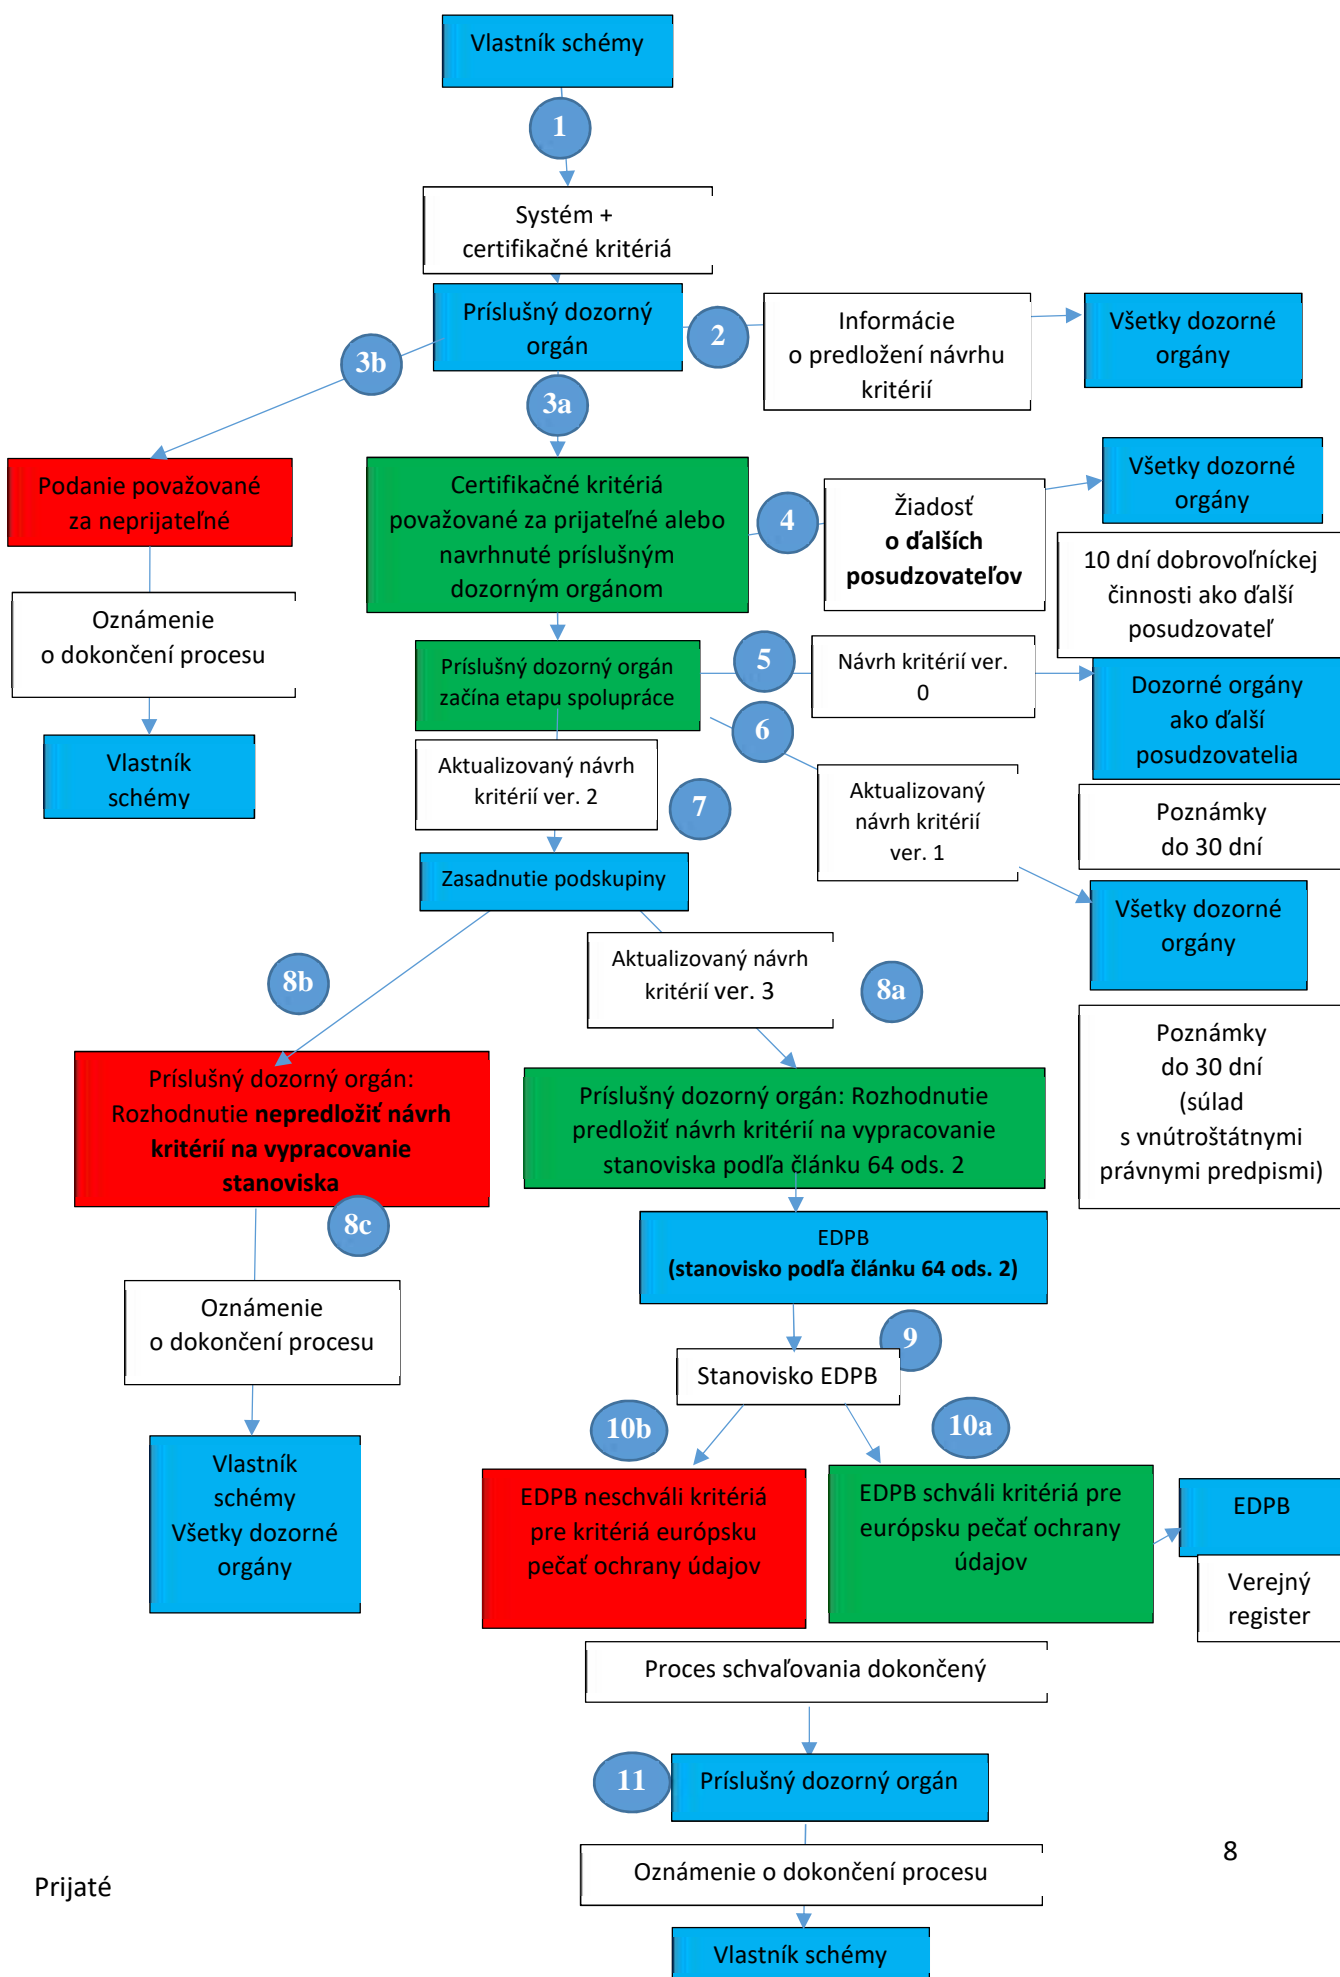 Vlastník schémy
1
Systém +
certifikačné kritériá
Príslušný dozorný
orgán
2
Informácie
o predložení návrhu
kritérií
Všetky dozorné
orgány
3b
3a
Podanie považované
za neprijateľné
Certifikačné kritériá
považované za prijateľné alebo
navrhnuté príslušným
dozorným orgánom
4
Žiadosť
o ďalších
posudzovateľov
Všetky dozorné
orgány
10 dní dobrovoľníckej
činnosti ako ďalší
posudzovateľ
Oznámenie
o dokončení procesu
Príslušný dozorný orgán
začína etapu spolupráce
5
Návrh kritérií ver.
0
Dozorné orgány
ako ďalší
posudzovatelia
6
Vlastník
schémy
Aktualizovaný návrh
kritérií ver. 2
7
Aktualizovaný
návrh kritérií
ver. 1
Poznámky
do 30 dní
Zasadnutie podskupiny
Všetky dozorné
orgány
8b
Aktualizovaný návrh
kritérií ver. 3
8a
Poznámky
do 30 dní
(súlad
s vnútroštátnymi
právnymi predpismi)
Príslušný dozorný orgán:
Rozhodnutie nepredložiť návrh
kritérií na vypracovanie
stanoviska
Príslušný dozorný orgán: Rozhodnutie
predložiť návrh kritérií na vypracovanie
stanoviska podľa článku 64 ods. 2
8c
EDPB
(stanovisko podľa článku 64 ods. 2)
Oznámenie
o dokončení procesu
9
Stanovisko EDPB
10b
10a
Vlastník
schémy
Všetky dozorné
orgány
EDPB neschváli kritériá
pre kritériá európsku
pečať ochrany údajov
EDPB schváli kritériá pre
európsku pečať ochrany
údajov
EDPB
Verejný
register
Proces schvaľovania dokončený
11
Príslušný dozorný orgán
Oznámenie o dokončení procesu
8
Prijaté
Vlastník schémy